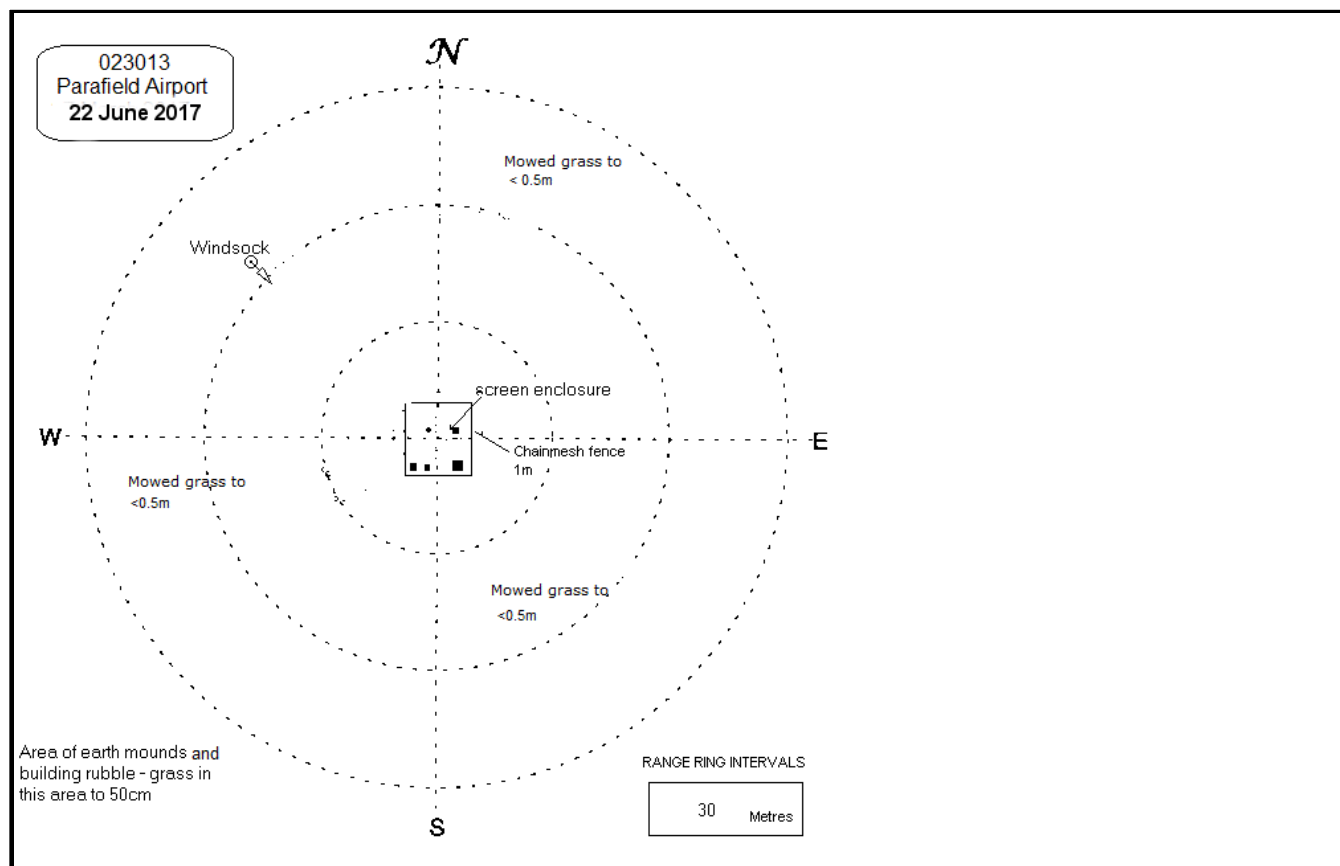 023013
Parafield Airport
22 June 2017
N
Mowed grass to
< 0.5m
Windsock
screen enclosure
W
E
Chainmesh fence
1m
Mowed grass to
<0.5m
Mowed grass to
<0.5m
Area of earth mounds and
building rubble - grass in
this area to 50cm
RANGE RING INTERVALS
30 Metres
S